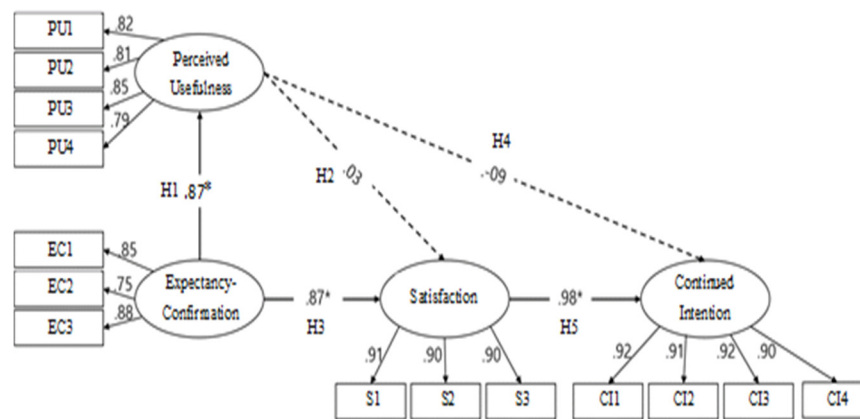 PU1
.82
PU2
.81
PU3
.85
PU4
.79
Perceived
Usefulness
H4
.-09
H2
.03
H1 .87*
EC1
.85
EC2
.75
EC3
.88
Expectancy-
Confirmation
.87*
H3
Satisfaction
.98*
H5
Continued
Intention
.91
.90
.90
.92
.91
.92
.90
S1
S2
S3
CI1
CI2
CI3
CI4